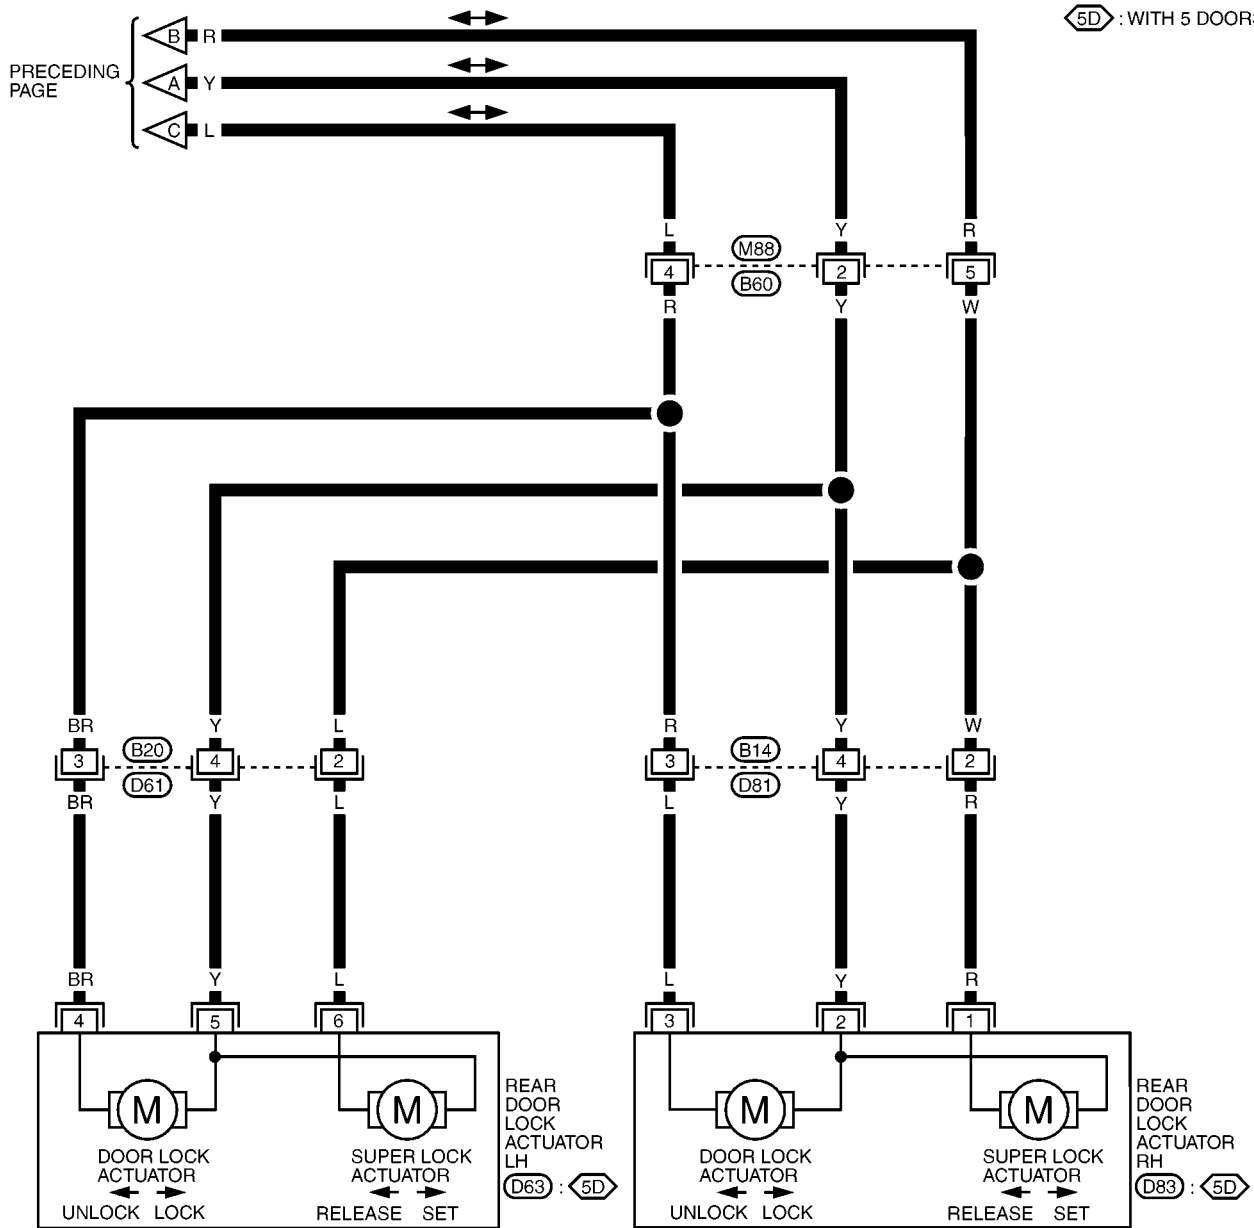 5D : WITH 5 DOORS
B R
PRECEDING PAGE
A Y
C L
L Y R
M88
4 2 5
B60
R Y W
BR Y L R Y W
B20 B14
3 4 2 3 4 2
D61 D81
BR Y L L Y R
BR Y L L Y R
4 5 6 3 2 1
M M M M
REAR
DOOR
LOCK
ACTUATOR
LH
D63 : 5D
REAR
DOOR
LOCK
ACTUATOR
RH
D83 : 5D
DOOR LOCK
ACTUATOR
UNLOCK LOCK
SUPER LOCK
ACTUATOR
RELEASE SET
DOOR LOCK
ACTUATOR
UNLOCK LOCK
SUPER LOCK
ACTUATOR
RELEASE SET